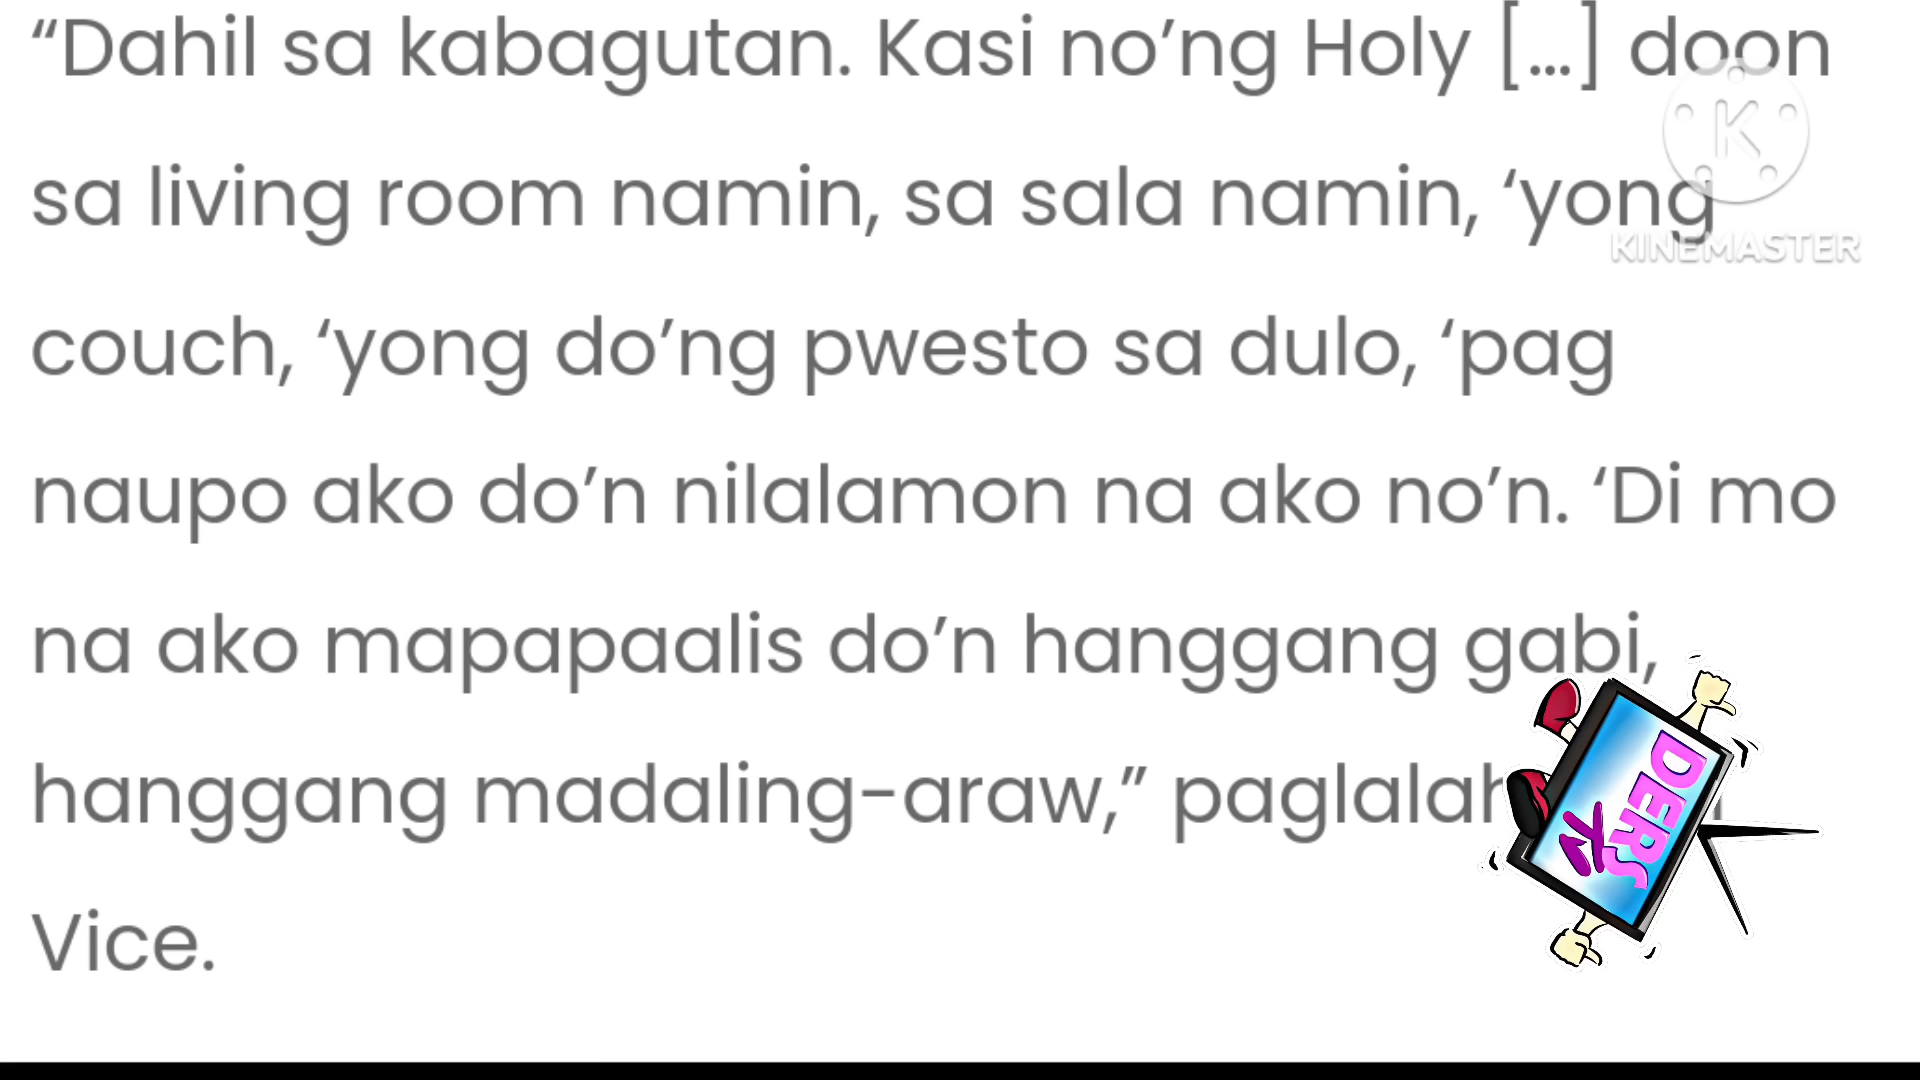 “Dahil sa kabagutan. Kasi no’ng Holy [...] doon
sa living room namin, sa sala namin, ‘yong
couch, ‘yong do’ng pwesto sa dulo, ‘pag
naupo ako do’n nilalamon na ako no’n. ‘Di mo
na ako mapapaalis do’n hanggang gabi,
hanggang madaling-araw,”
Vice.
K
KINEMASTER
DERS